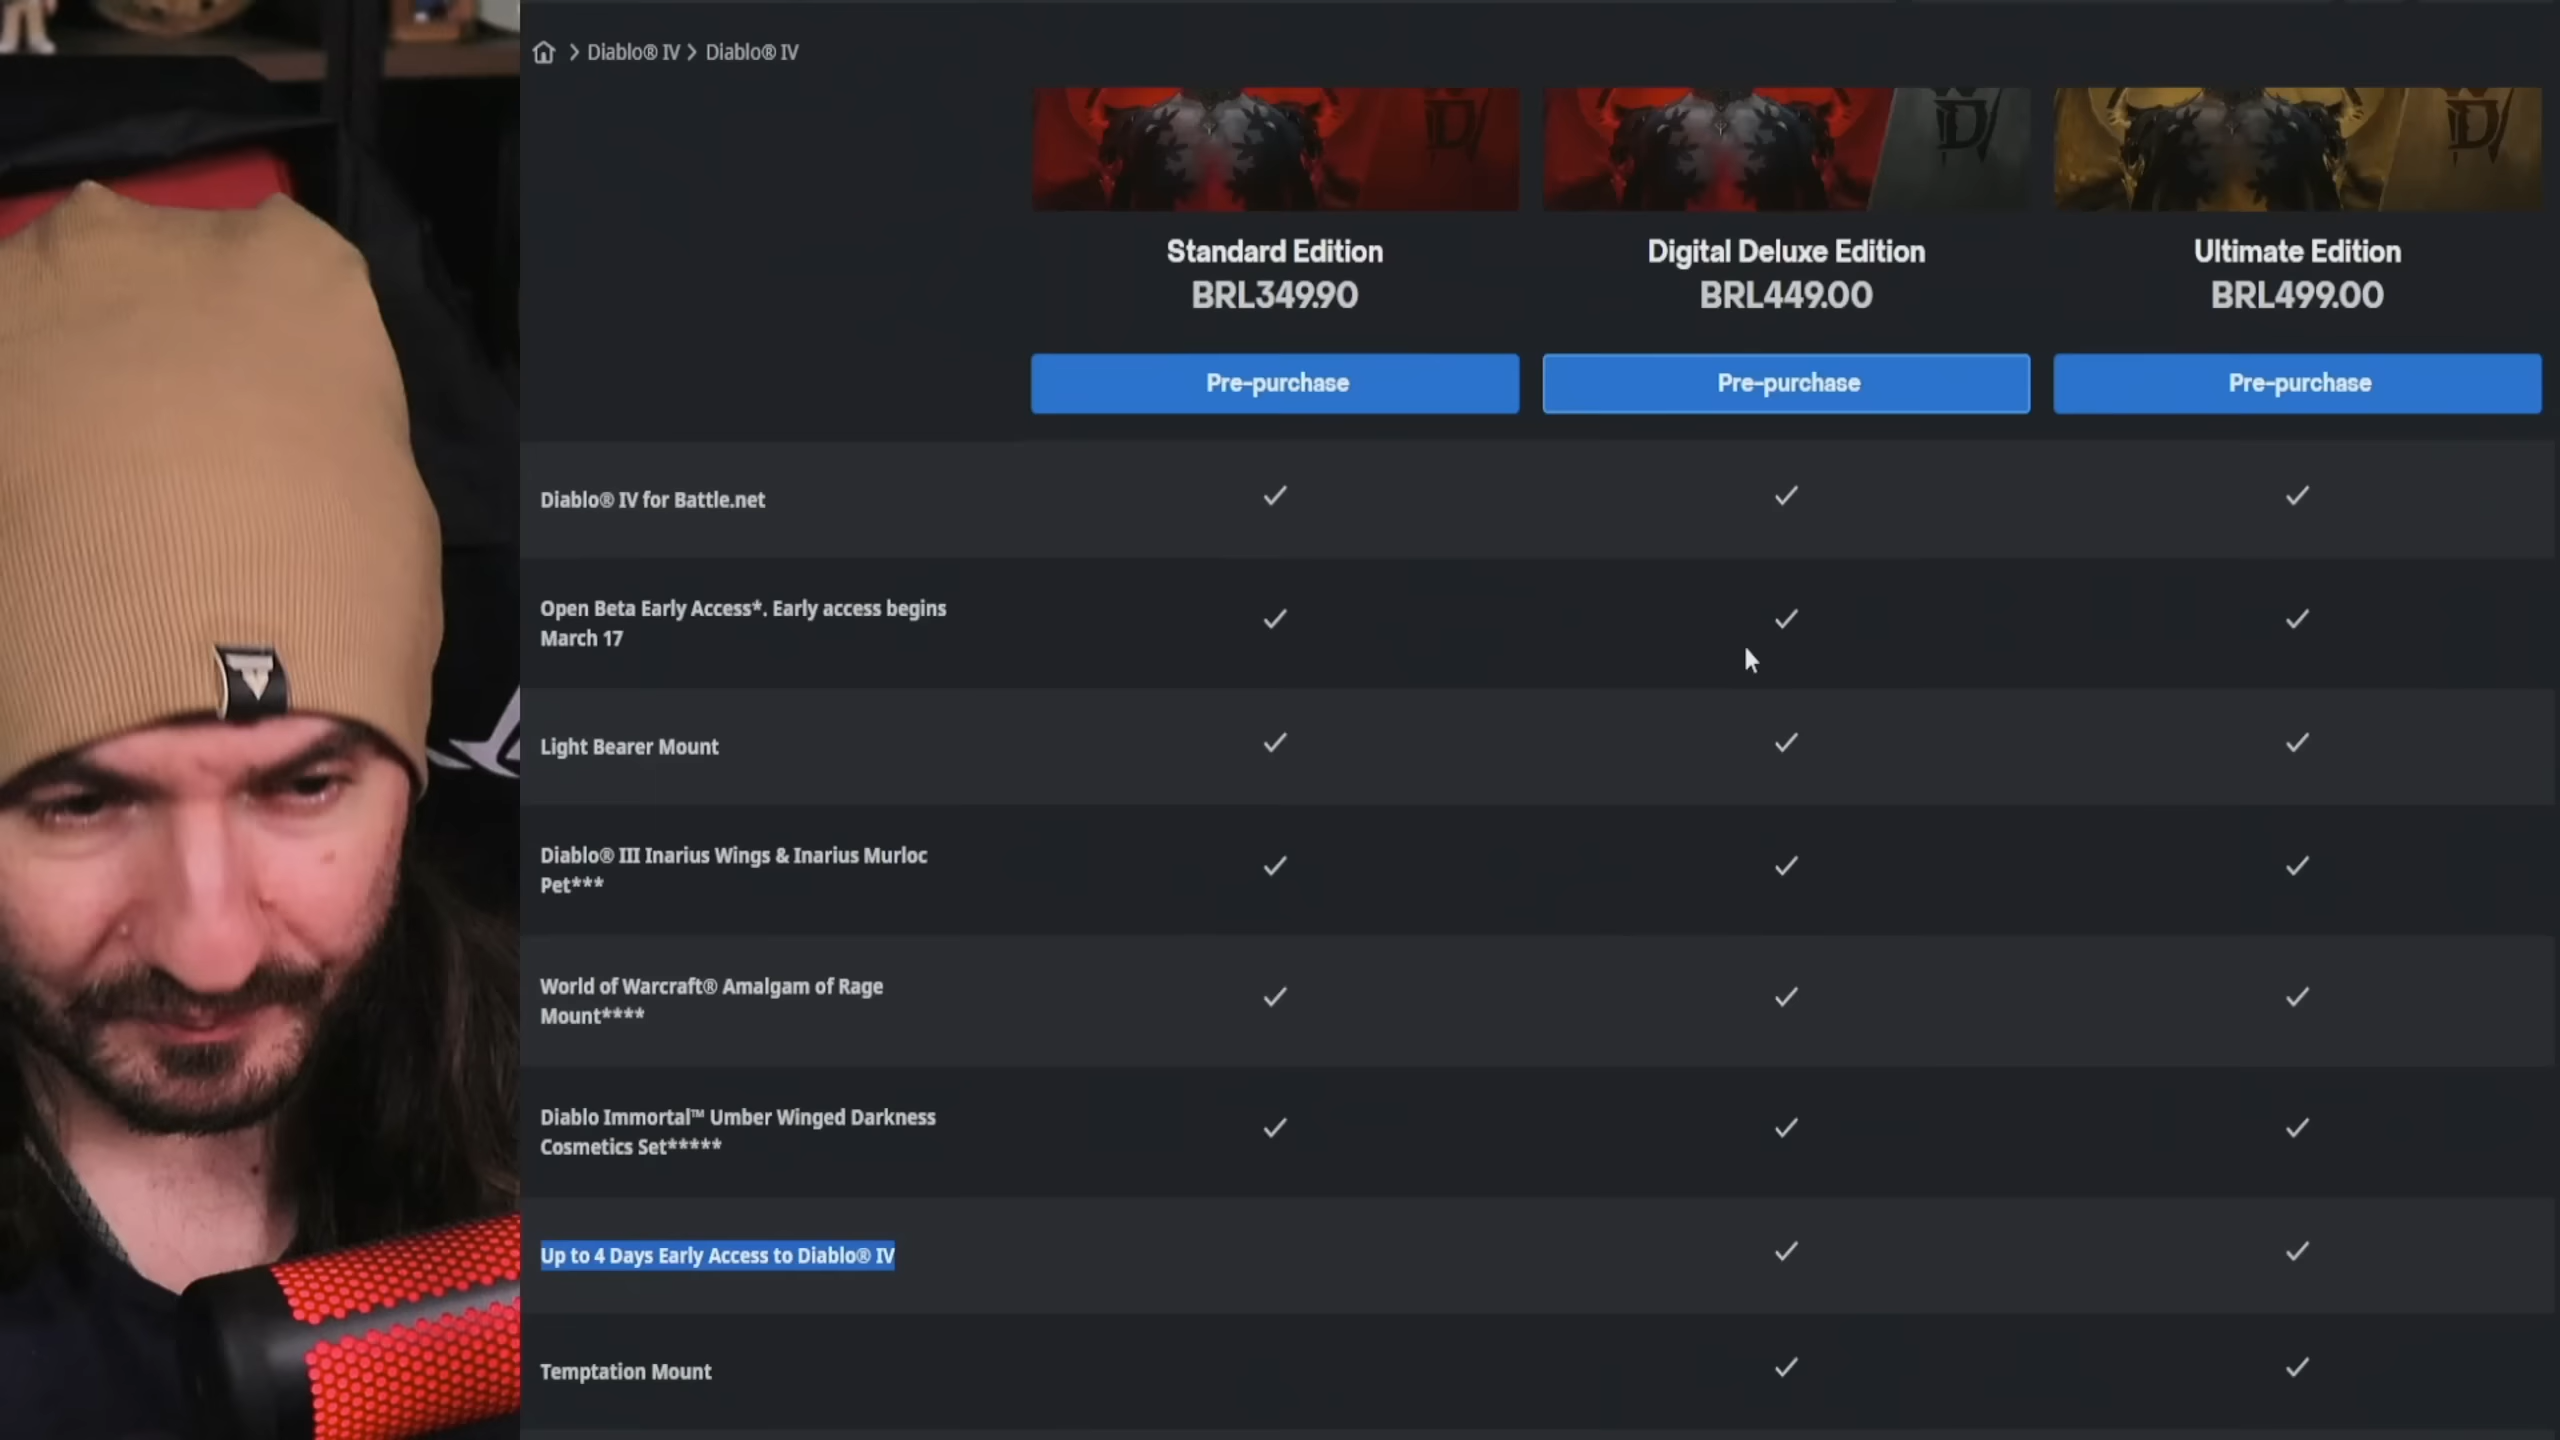 Diablo® IV
Diablo® IV
Standard Edition
BRL349.90
Pre-purchase
Digital Deluxe Edition
BRL449.00
Pre-purchase
Ultimate Edition
BRL499.00
Pre-purchase
Diablo® IV for Battle.net
Open Beta Early Access*. Early access begins
March 17
Light Bearer Mount
Diablo® III Inarius Wings & Inarius Murloc
Pet***
World of Warcraft® Amalgam of Rage
Mount****
Diablo Immortal™ Umber Winged Darkness
Cosmetics Set*****
Up to 4 Days Early Access to Diablo® IV
Temptation Mount